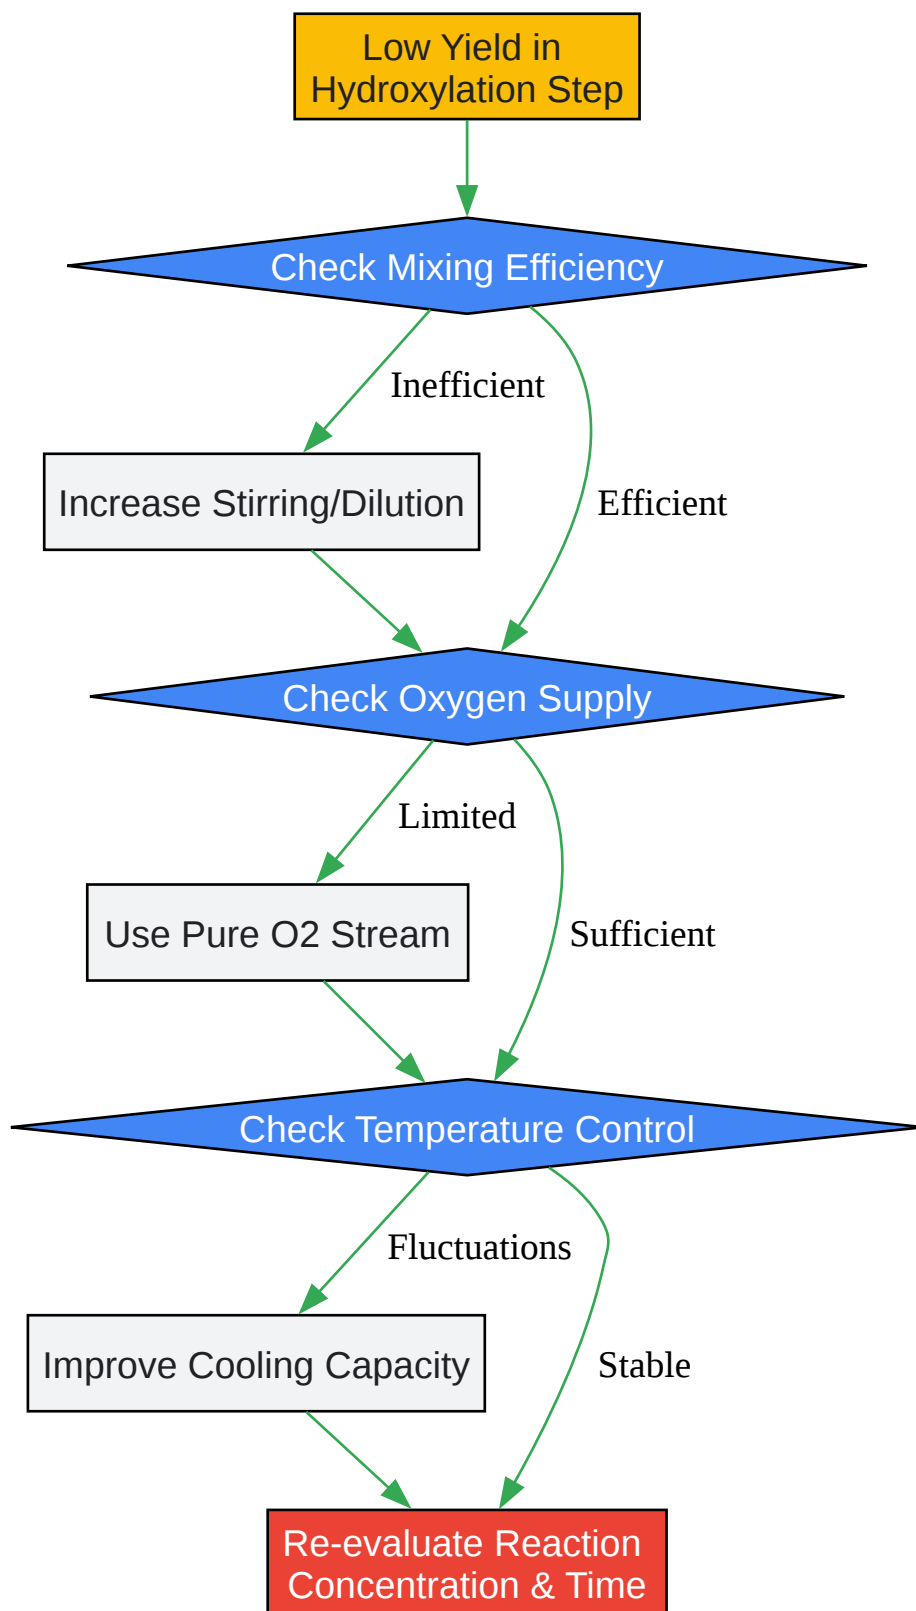 Low Yield in
Hydroxylation Step
Check Mixing Efficiency
Inefficient
Increase Stirring/Dilution
Efficient
Check Oxygen Supply
Limited
Use Pure O2 Stream
Sufficient
Check Temperature Control
Fluctuations
Improve Cooling Capacity
Stable
Re-evaluate Reaction
Concentration & Time